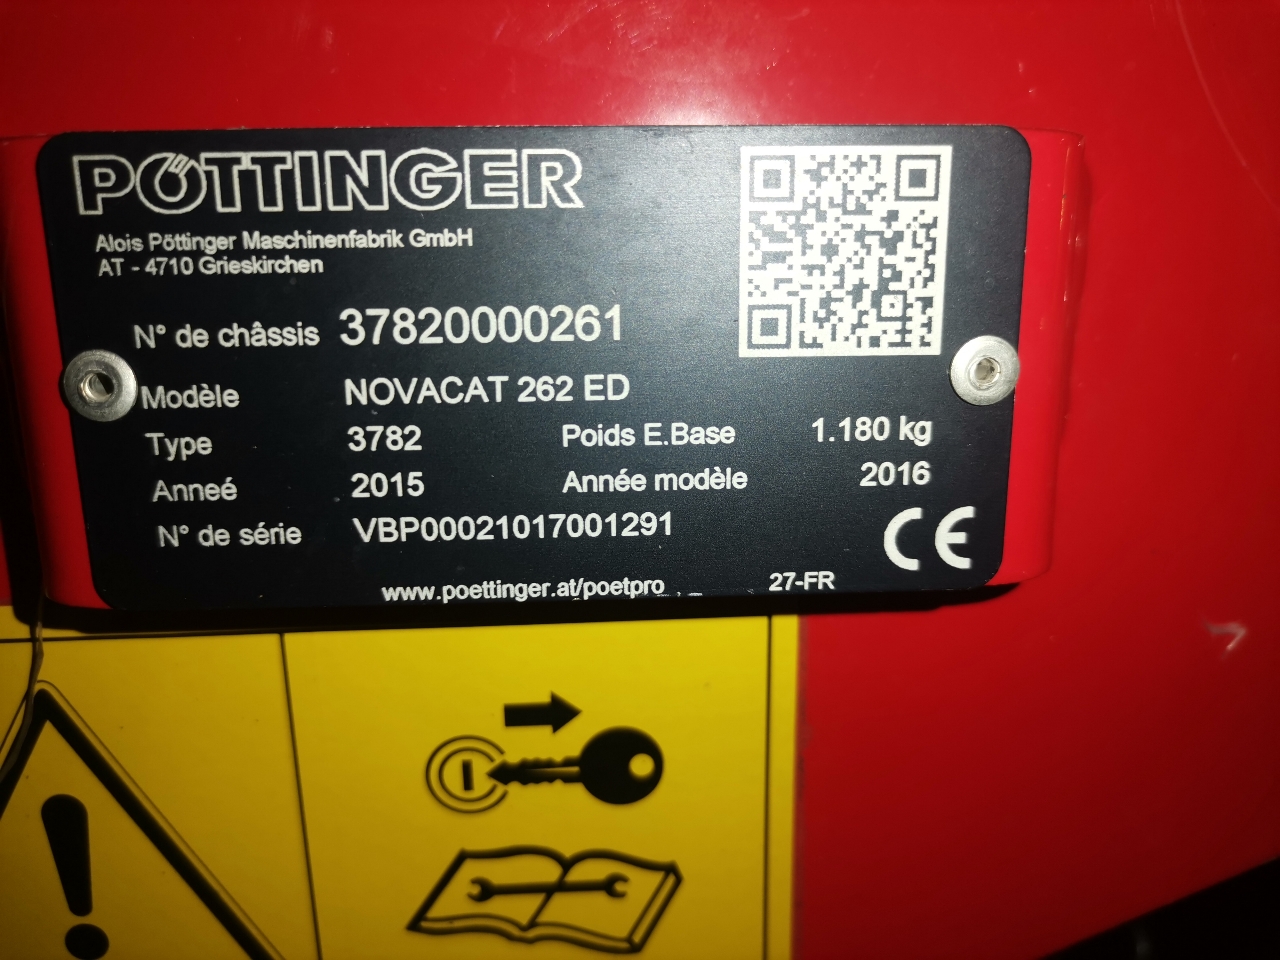 PÖTTINGER
Alois Pöttinger Maschinenfabrik GmbH
AT - 4710 Grieskirchen
N° de châssis 37820000261
Modèle NOVACAT 262 ED
Type 3782 Poids E.Base 1.180 kg
Anneé 2015 Année modèle 2016
N° de série VBP00021017001291
CE
www.poettinger.at/poetpro 27-FR